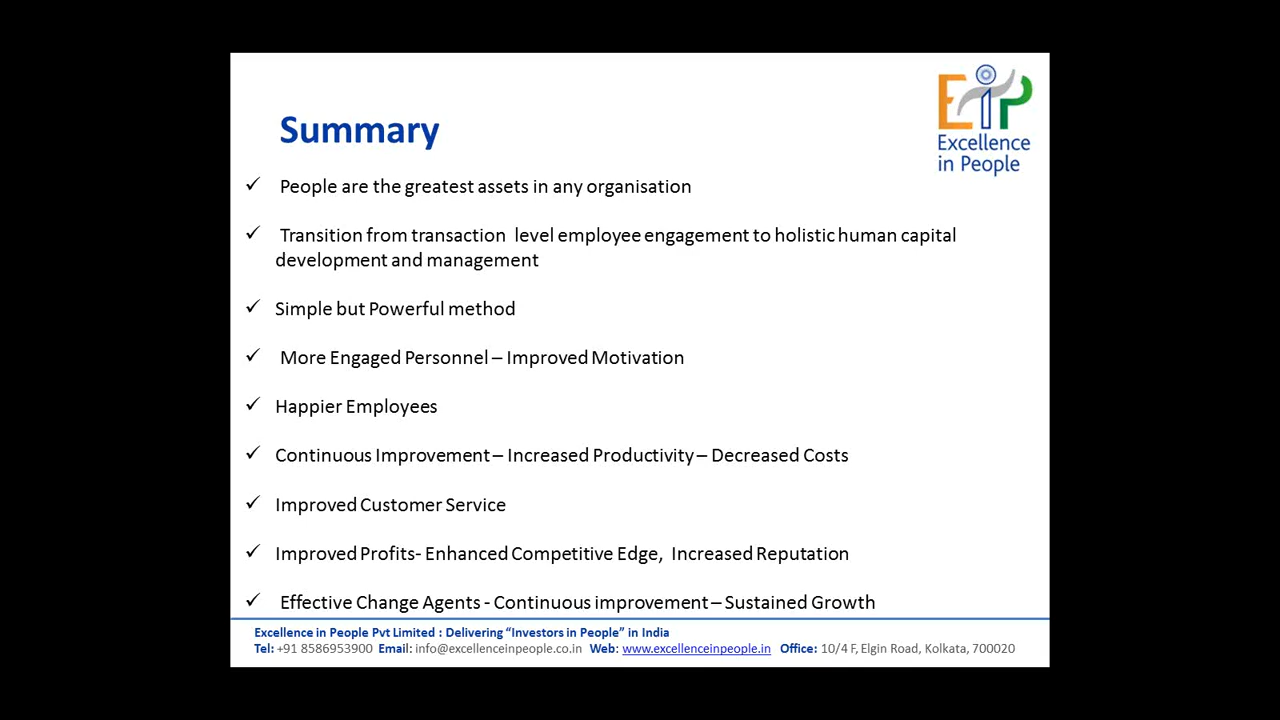 EiP
Excellence
in People
Summary
✓ People are the greatest assets in any organisation
✓ Transition from transaction level employee engagement to holistic human capital
development and management
✓ Simple but Powerful method
✓ More Engaged Personnel – Improved Motivation
✓ Happier Employees
✓ Continuous Improvement – Increased Productivity – Decreased Costs
✓ Improved Customer Service
✓ Improved Profits- Enhanced Competitive Edge, Increased Reputation
✓ Effective Change Agents - Continuous improvement – Sustained Growth
Excellence in People Pvt Limited : Delivering “Investors in People” in India
Tel: +91 8586953900 Email: info@excellenceinpeople.co.in Web: www.excellenceinpeople.in Office: 10/4 F, Elgin Road, Kolkata, 700020